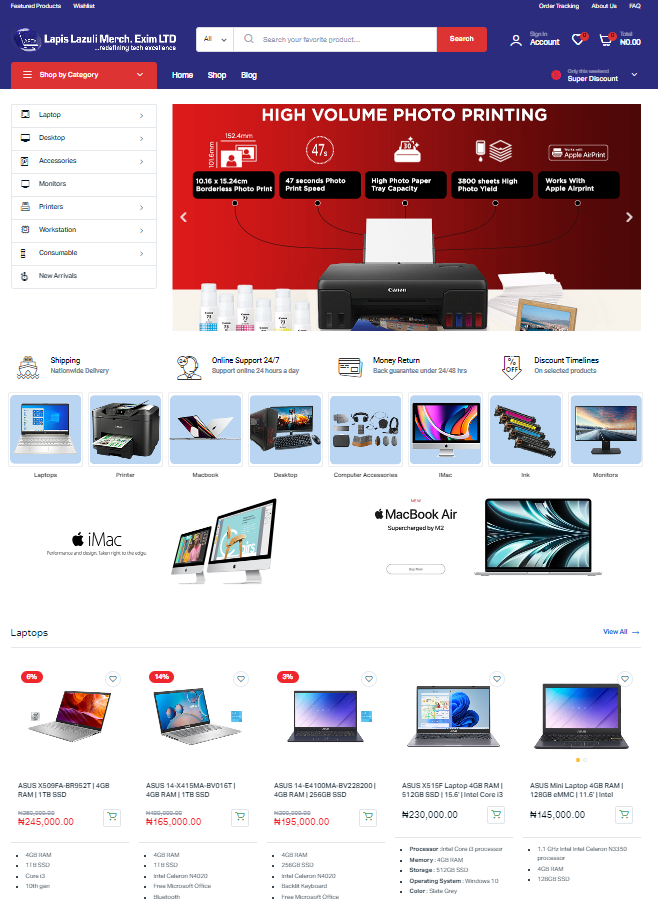 Featured Products Wishlist Order Tracking About Us FAQ
Lapis Lazuli Merch. Exim LTD
...redefining tech excellence
All Search your favorite product.... Search
Sign in
Account
0
0
Total
₦0.00
Shop by Category
Home Shop Blog
Only this weekend
Super Discount
Laptop
Desktop
Accessories
Monitors
Printers
Workstation
Consumable
New Arrivals
HIGH VOLUME PHOTO PRINTING
152.4mm
101.6mm
47s
30
Works with
Apple AirPrint
10.16 x 15.24cm
Borderless Photo Print
47 seconds Photo
Print Speed
High Photo Paper
Tray Capacity
3800 sheets High
Photo Yield
Works With
Apple Airprint
Canon
Shipping
Nationwide Delivery
24
Online Support 24/7
Support online 24 hours a day
Money Return
Back guarantee under 24/48 hrs
%
OFF
Discount Timelines
On selected products
Laptops
Printer
Macbook
Desktop
Computer Accessories
IMac
Ink
Monitors
iMac
Performance and design. Taken right to the edge.
NEW
MacBook Air
Supercharged by M2
Buy Now
Laptops View All →
6%
14%
3%
ASUS X509FA-BR952T | 4GB
RAM | 1TB SSD
₦245,000.00
4GB RAM
1TB SSD
Core i3
10th gen
ASUS 14-X415MA-BV016T |
4GB RAM | 1TB SSD
₦165,000.00
4GB RAM
1TB SSD
Intel Celeron N4020
Free Microsoft Office
Bluetooth
ASUS 14-E4100MA-BV228200 |
4GB RAM | 256GB SSD
₦195,000.00
4GB RAM
256GB SSD
Intel Celeron N4020
Backlit Keyboard
Free Microsoft Office
ASUS X515F Laptop 4GB RAM |
512GB SSD | 15.6' | Intel Core i3
₦230,000.00
Processor :Intel Core i3 processor
Memory : 4GB RAM
Storage : 512GB SSD
Operating System : Windows 10
Color : Slate Grey
ASUS Mini Laptop 4GB RAM |
128GB eMMC | 11.6' | Intel
₦145,000.00
1.1 GHz Intel Intel Celeron N3350
processor
4GB RAM
128GB SSD